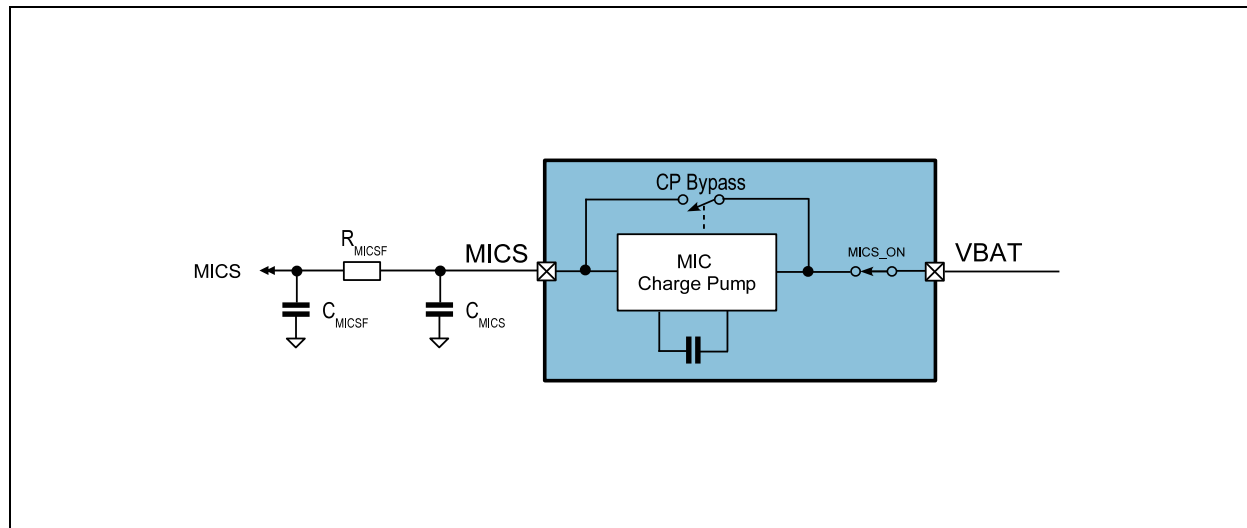 CP Bypass
R_MICSF
MICS
MICS
MIC
Charge Pump
MICS_ON
VBAT
C_MICSF
C_MICS